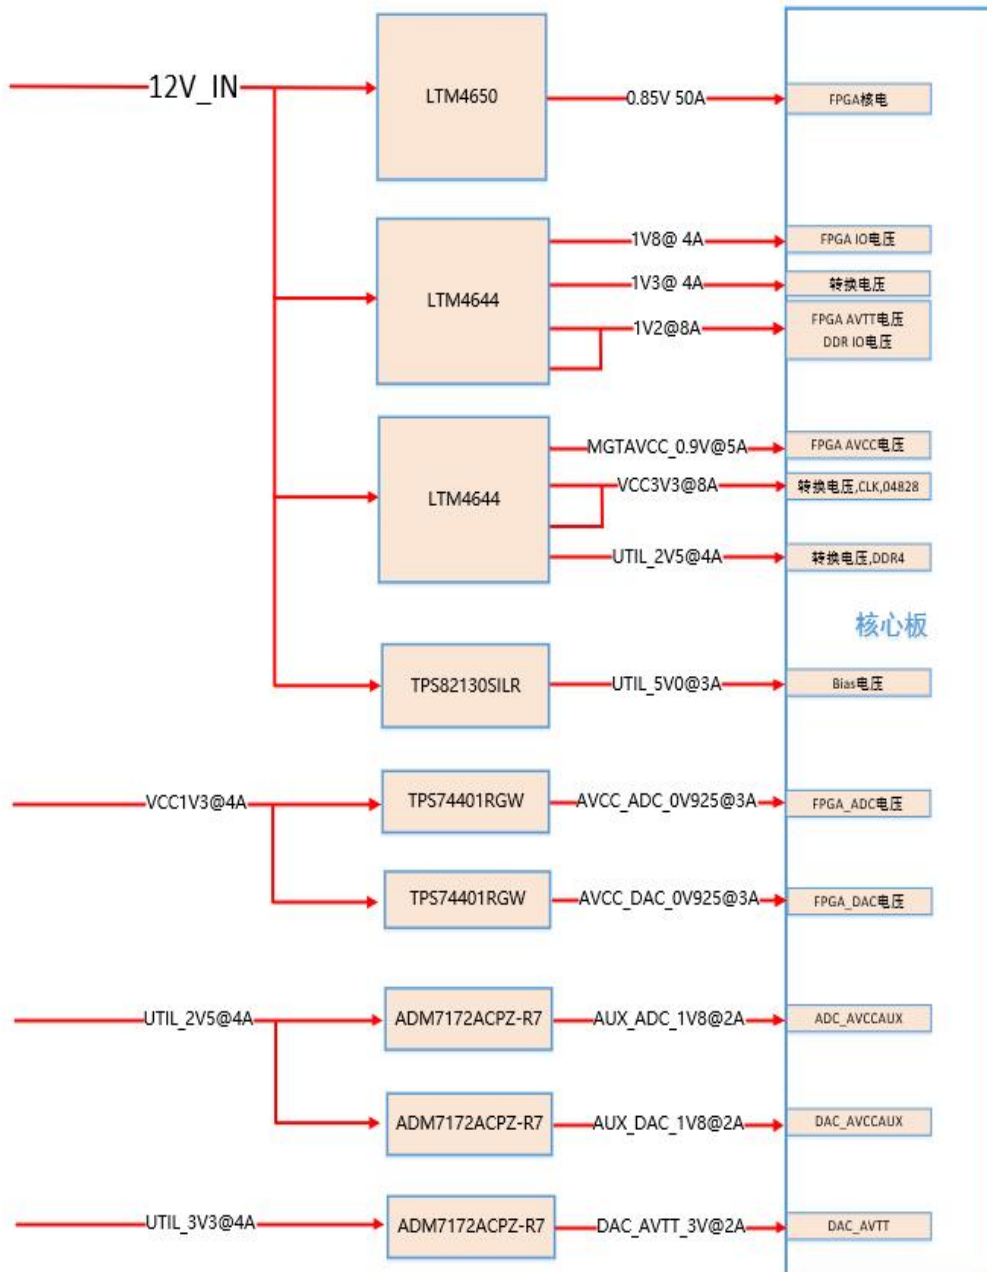 12V_IN
LTM4650
0.85V 50A
FPGA核电
LTM4644
1V8@ 4A
FPGA IO电压
1V3@ 4A
转换电压
1V2@8A
FPGA AVTT电压
DDR IO电压
LTM4644
MGTAVCC_0.9V@5A
FPGA AVCC电压
VCC3V3@8A
转换电压,CLK,04828
UTIL_2V5@4A
转换电压,DDR4
核心板
TPS82130SILR
UTIL_5V0@3A
Bias电压
VCC1V3@4A
TPS74401RGW
AVCC_ADC_0V925@3A
FPGA_ADC电压
TPS74401RGW
AVCC_DAC_0V925@3A
FPGA_DAC电压
UTIL_2V5@4A
ADM7172ACPZ-R7
AUX_ADC_1V8@2A
ADC_AVCCAUX
ADM7172ACPZ-R7
AUX_DAC_1V8@2A
DAC_AVCCAUX
UTIL_3V3@4A
ADM7172ACPZ-R7
DAC_AVTT_3V@2A
DAC_AVTT